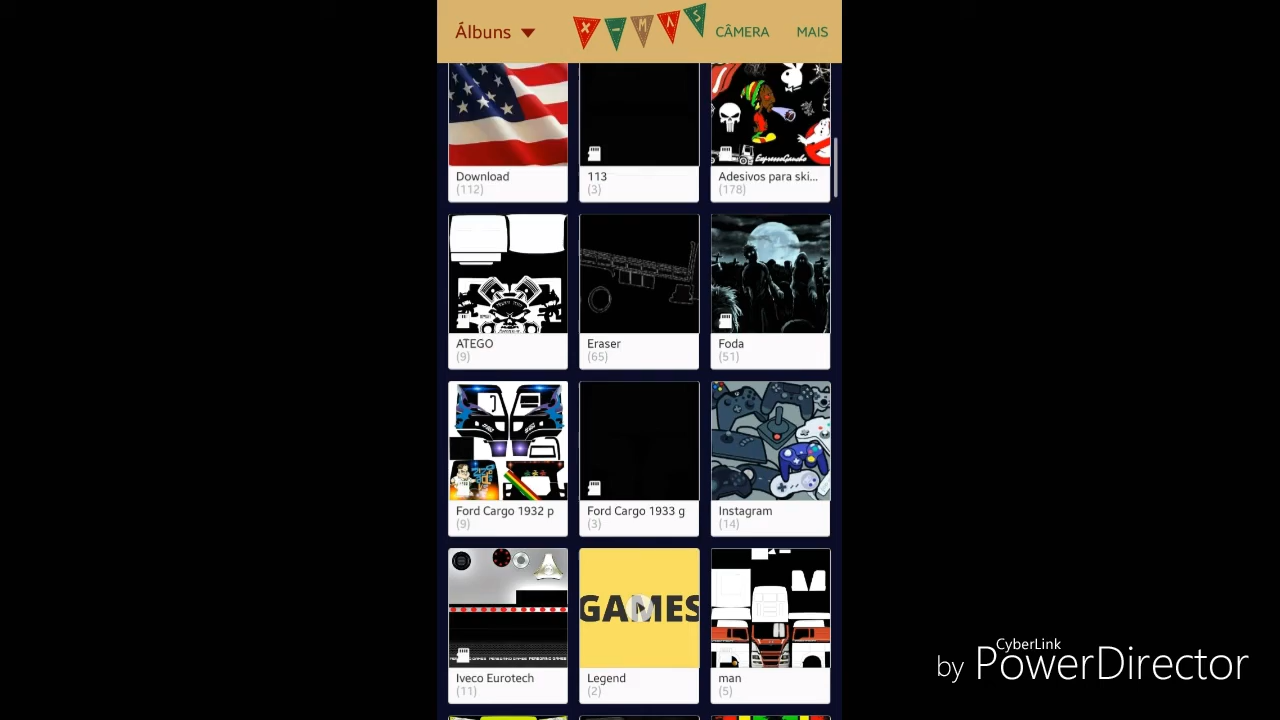 Álbuns
X-MAS
CÂMERA
MAIS
Download
(112)
113
(3)
Expresso Gaucho
Adesivos para ski...
(178)
ATEGO
(9)
Eraser
(65)
Foda
(51)
Ford Cargo 1932 p
(9)
Ford Cargo 1933 g
(3)
Instagram
(14)
Iveco Eurotech
(11)
GAMES
Legend
(2)
man
(5)
CyberLink
by PowerDirector